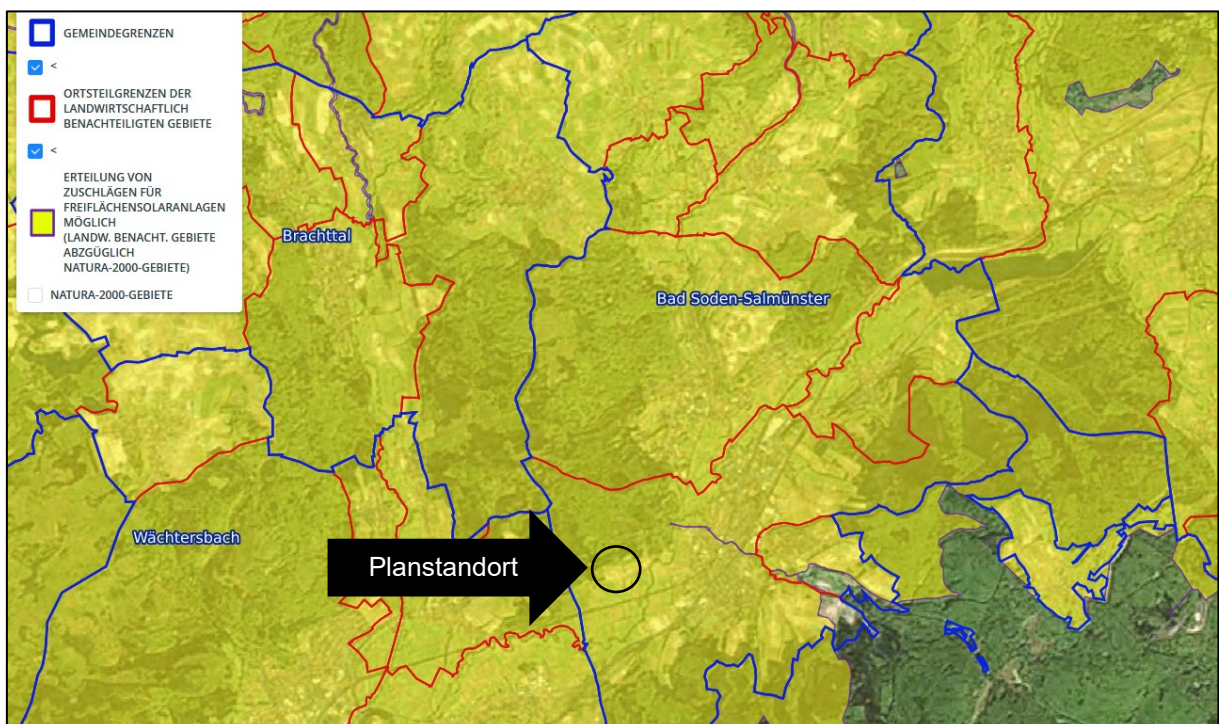 GEMEINDEGRENZEN
<
ORTSTEILGRENZEN DER
LANDWIRTSCHAFTLICH
BENACHTEILIGTEN GEBIETE
<
ERTEILUNG VON
ZUSCHLÄGEN FÜR
FREIFLÄCHENSOLARANLAGEN
MÖGLICH
(LANDW. BENACHT. GEBIETE
ABZGÜGLICH
NATURA-2000-GEBIETE)
NATURA-2000-GEBIETE
Brachttal
Bad Soden-Salmünster
Wächtersbach
Planstandort